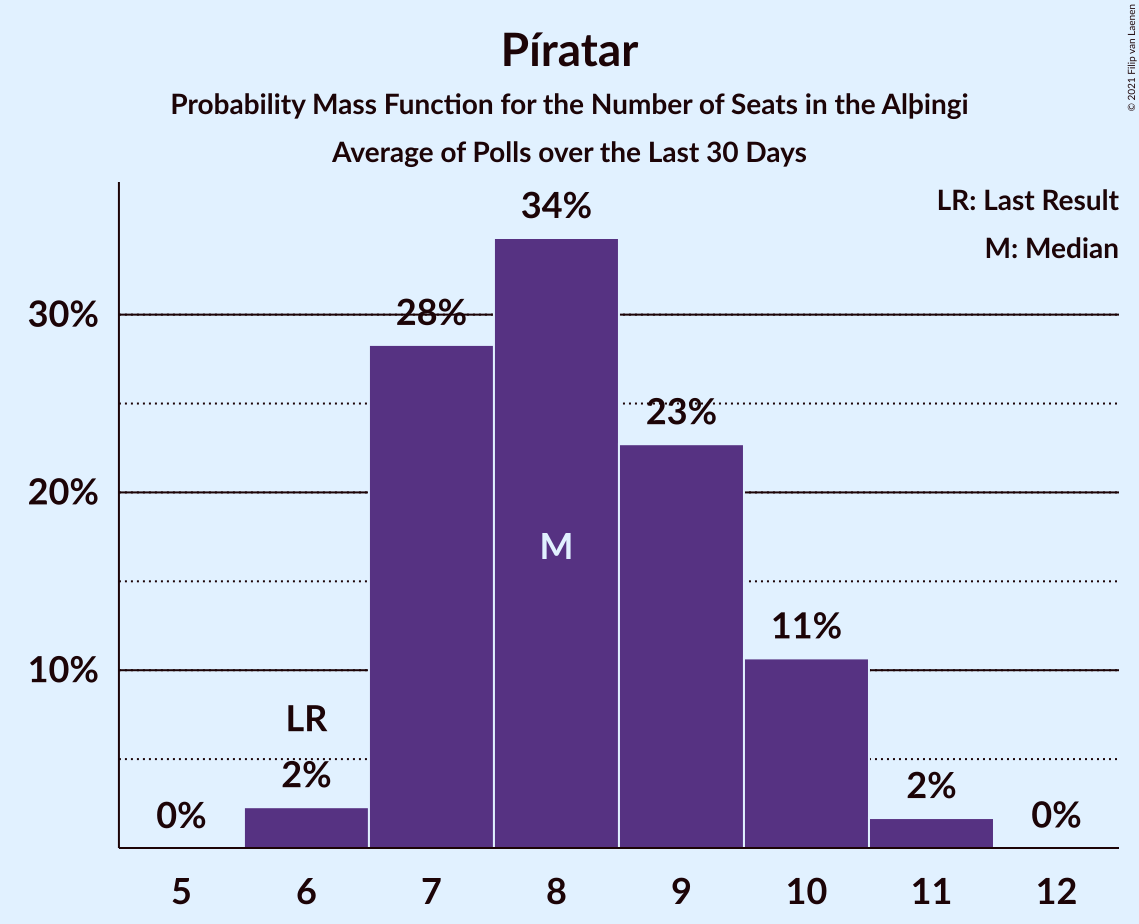 Píratar
Probability Mass Function for the Number of Seats in the Alþingi
Average of Polls over the Last 30 Days
© 2021 Filip van Laenen
LR: Last Result
M: Median
34%
30%
28%
23%
20%
M
11%
10%
LR
2%
2%
0%
0%
5 6 7 8 9 10 11 12